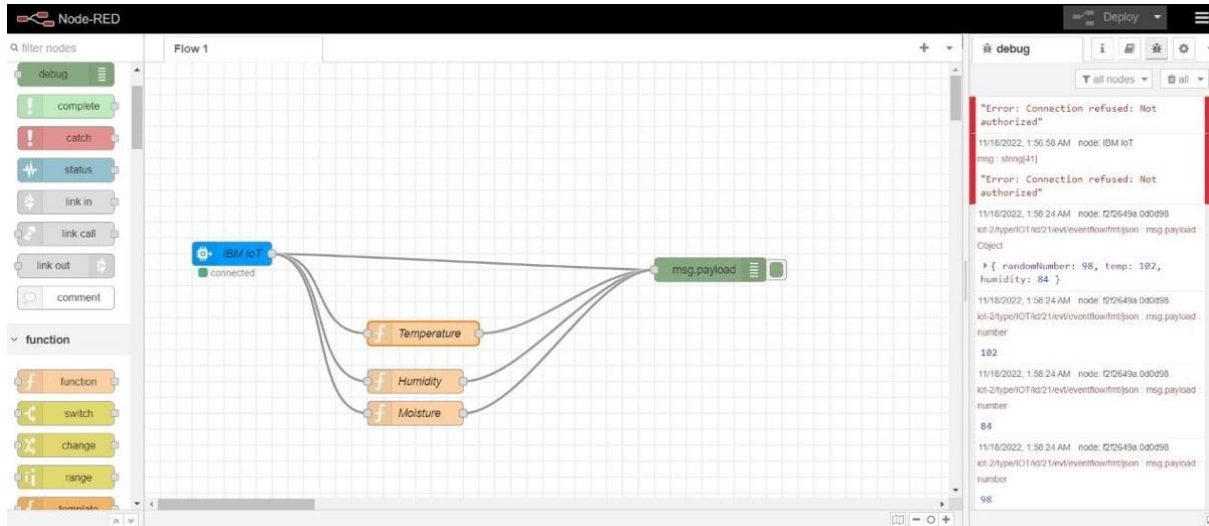 Node-RED
Deploy
filter nodes
debug
complete
catch
status
link in
link call
link out
comment
function
function
switch
change
range
template
Flow 1
IBM IoT
connected
Temperature
Humidity
Moisture
msg.payload
debug
all nodes
all
"Error: Connection refused: Not
authorized"
11/18/2022, 1:56:58 AM node: IBM IoT
msg : string[41]
"Error: Connection refused: Not
authorized"
11/18/2022, 1:58:24 AM node: f2f2649a.0d0d98
iot-2/type/IOT/id/21/evt/eventflow/fmt/json : msg.payload :
Object
{ randomNumber: 98, temp: 102,
humidity: 84 }
11/18/2022, 1:58:24 AM node: f2f2649a.0d0d98
iot-2/type/IOT/id/21/evt/eventflow/fmt/json : msg.payload :
number
102
11/18/2022, 1:58:24 AM node: f2f2649a.0d0d98
iot-2/type/IOT/id/21/evt/eventflow/fmt/json : msg.payload :
number
84
11/18/2022, 1:58:24 AM node: f2f2649a.0d0d98
iot-2/type/IOT/id/21/evt/eventflow/fmt/json : msg.payload :
number
98